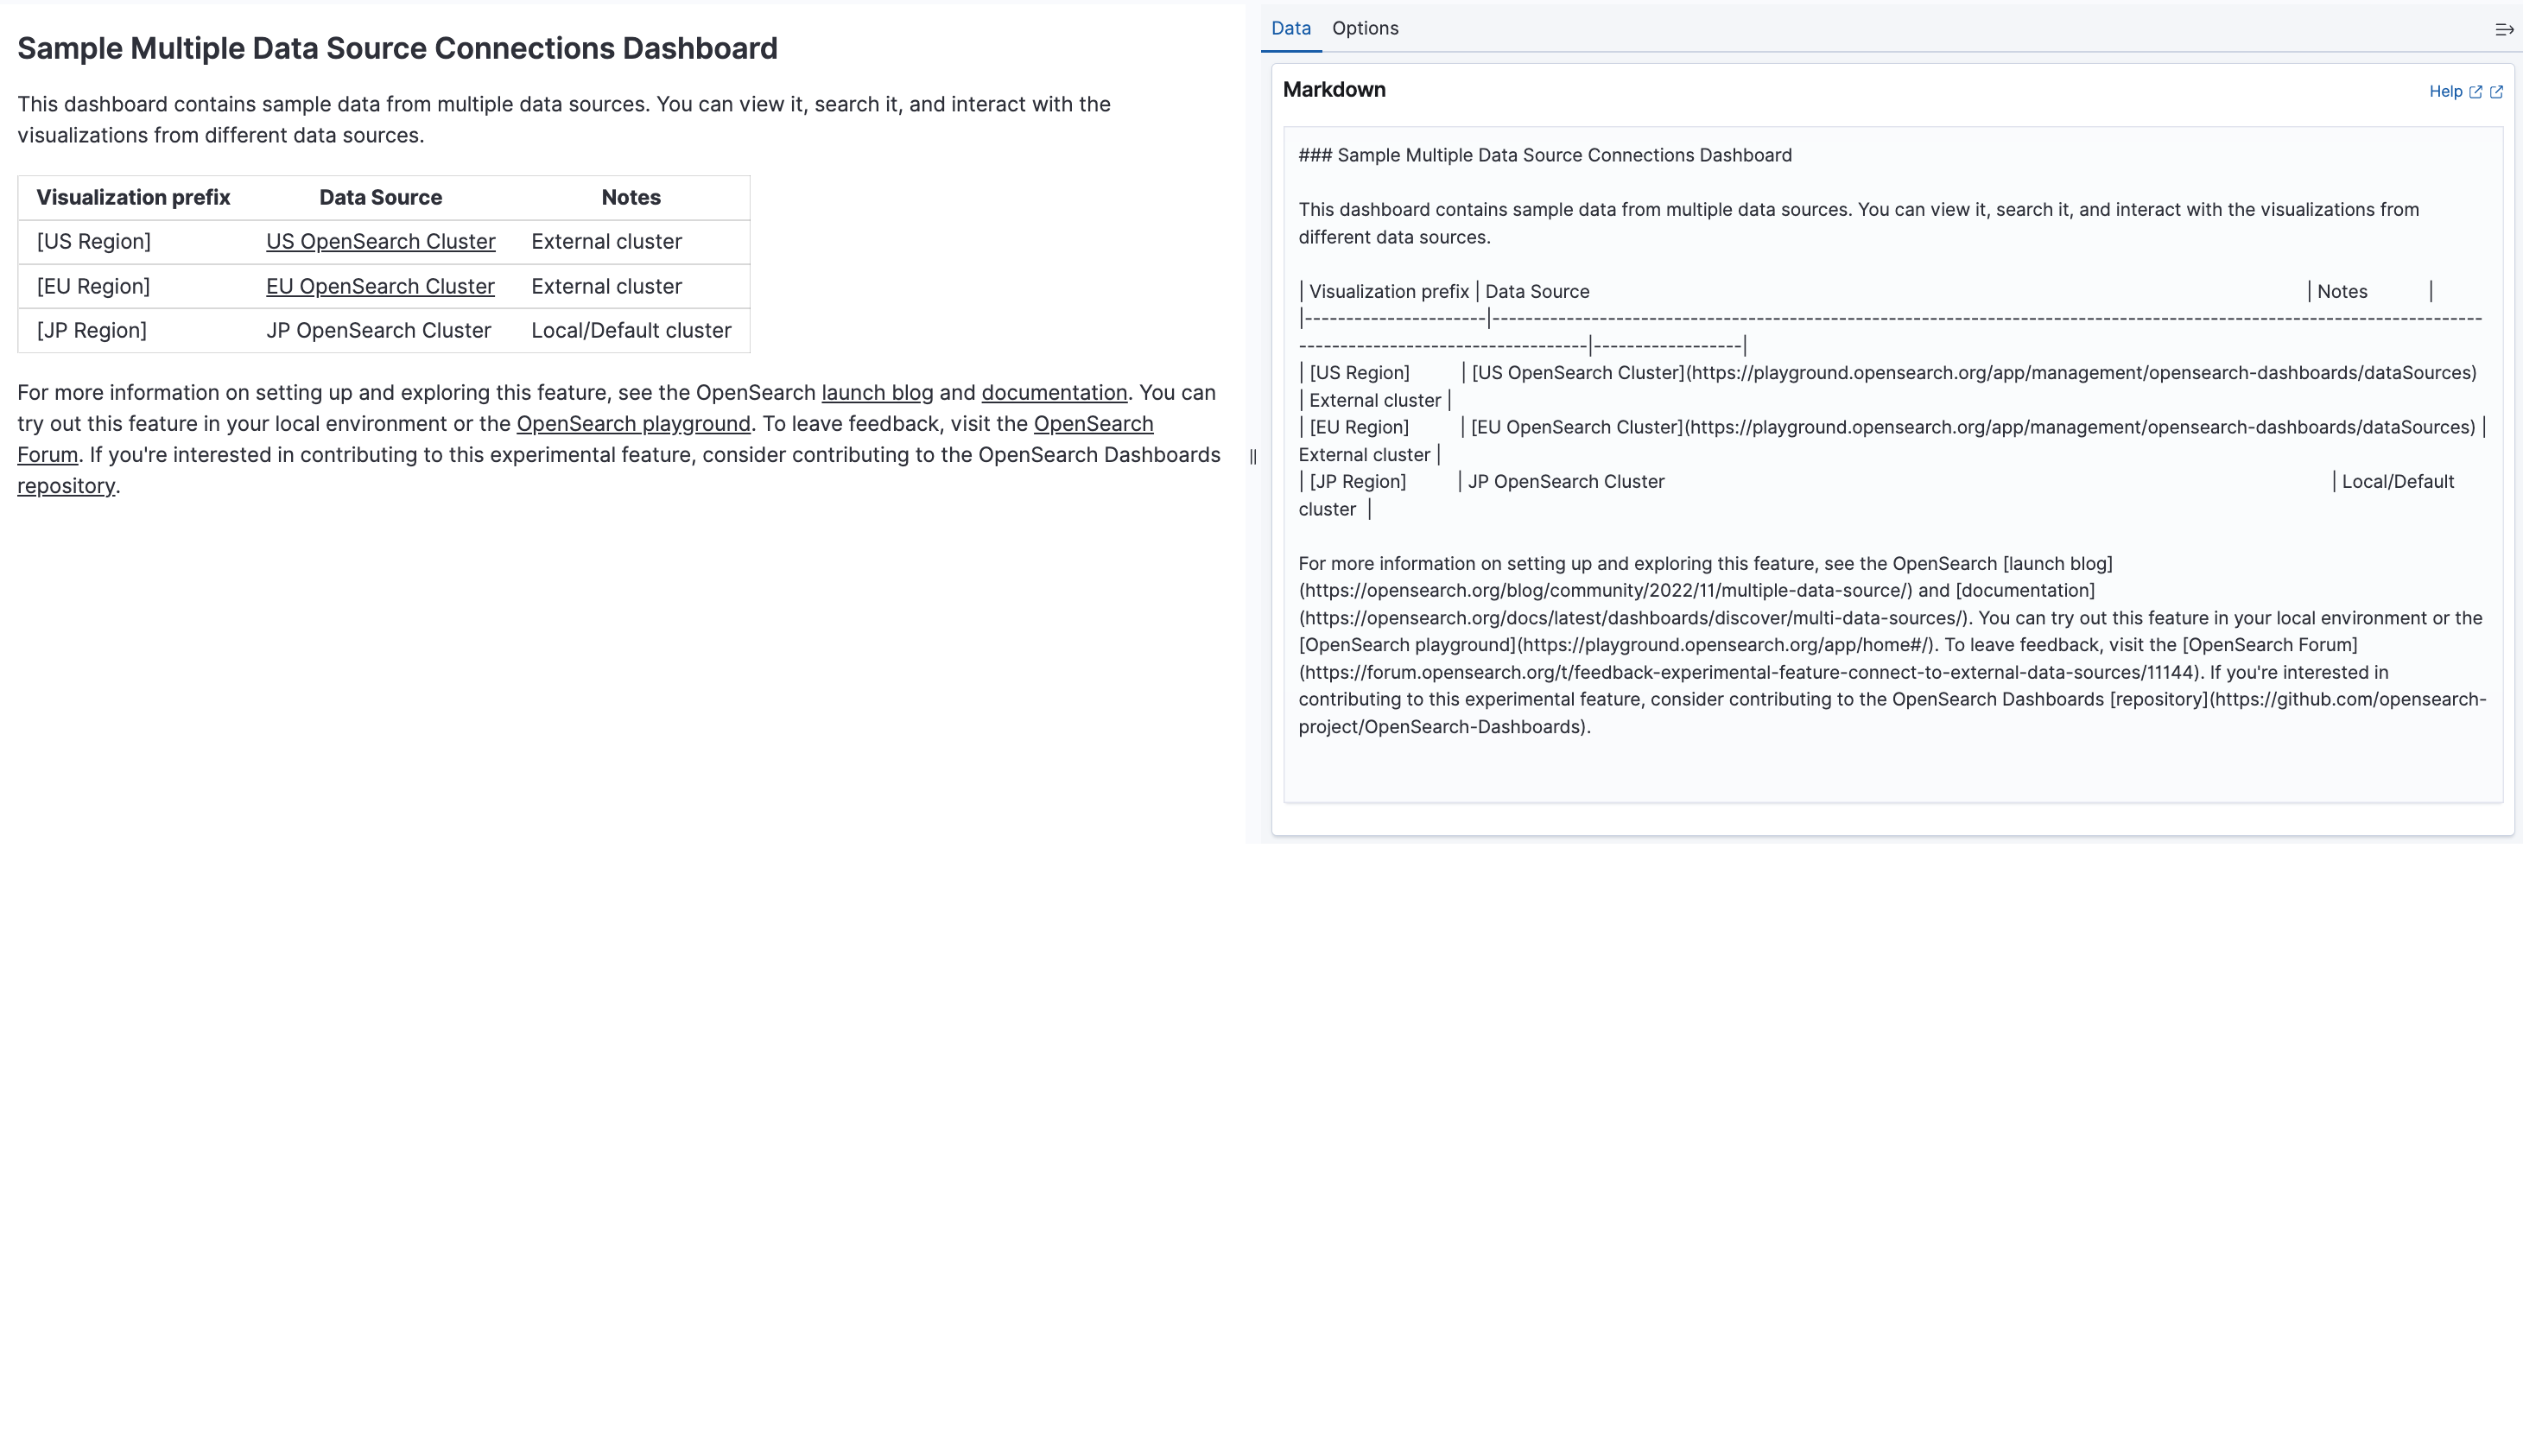 Sample Multiple Data Source Connections Dashboard
This dashboard contains sample data from multiple data sources. You can view it, search it, and interact with the
visualizations from different data sources.
Visualization prefix Data Source Notes
[US Region] US OpenSearch Cluster External cluster
[EU Region] EU OpenSearch Cluster External cluster
[JP Region] JP OpenSearch Cluster Local/Default cluster
For more information on setting up and exploring this feature, see the OpenSearch launch blog and documentation. You can
try out this feature in your local environment or the OpenSearch playground. To leave feedback, visit the OpenSearch
Forum. If you're interested in contributing to this experimental feature, consider contributing to the OpenSearch Dashboards
repository.
Data Options
Markdown
Help
### Sample Multiple Data Source Connections Dashboard
This dashboard contains sample data from multiple data sources. You can view it, search it, and interact with the visualizations from
different data sources.
| Visualization prefix | Data Source | Notes |
|----------------------|------------------------------------------------------------------------------------------------------------------------
-----------------------------------|------------------|
| [US Region] | [US OpenSearch Cluster](https://playground.opensearch.org/app/management/opensearch-dashboards/dataSources)
| External cluster |
| [EU Region] | [EU OpenSearch Cluster](https://playground.opensearch.org/app/management/opensearch-dashboards/dataSources) |
External cluster |
| [JP Region] | JP OpenSearch Cluster | Local/Default
cluster |
For more information on setting up and exploring this feature, see the OpenSearch [launch blog]
(https://opensearch.org/blog/community/2022/11/multiple-data-source/) and [documentation]
(https://opensearch.org/docs/latest/dashboards/discover/multi-data-sources/). You can try out this feature in your local environment or the
[OpenSearch playground](https://playground.opensearch.org/app/home#/). To leave feedback, visit the [OpenSearch Forum]
(https://forum.opensearch.org/t/feedback-experimental-feature-connect-to-external-data-sources/11144). If you're interested in
contributing to this experimental feature, consider contributing to the OpenSearch Dashboards [repository](https://github.com/opensearch-
project/OpenSearch-Dashboards).